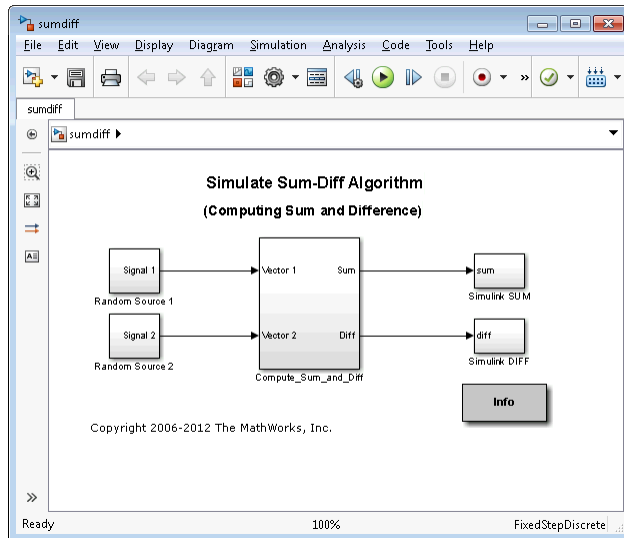 sumdiff
File Edit View Display Diagram Simulation Analysis Code Tools Help
sumdiff
sumdiff
Simulate Sum-Diff Algorithm
(Computing Sum and Difference)
Signal 1
Random Source 1
Signal 2
Random Source 2
Vector 1 Sum
Vector 2 Diff
Compute_Sum_and_Diff
sum
Simulink SUM
diff
Simulink DIFF
Info
Copyright 2006-2012 The MathWorks, Inc.
Ready 100% FixedStepDiscrete